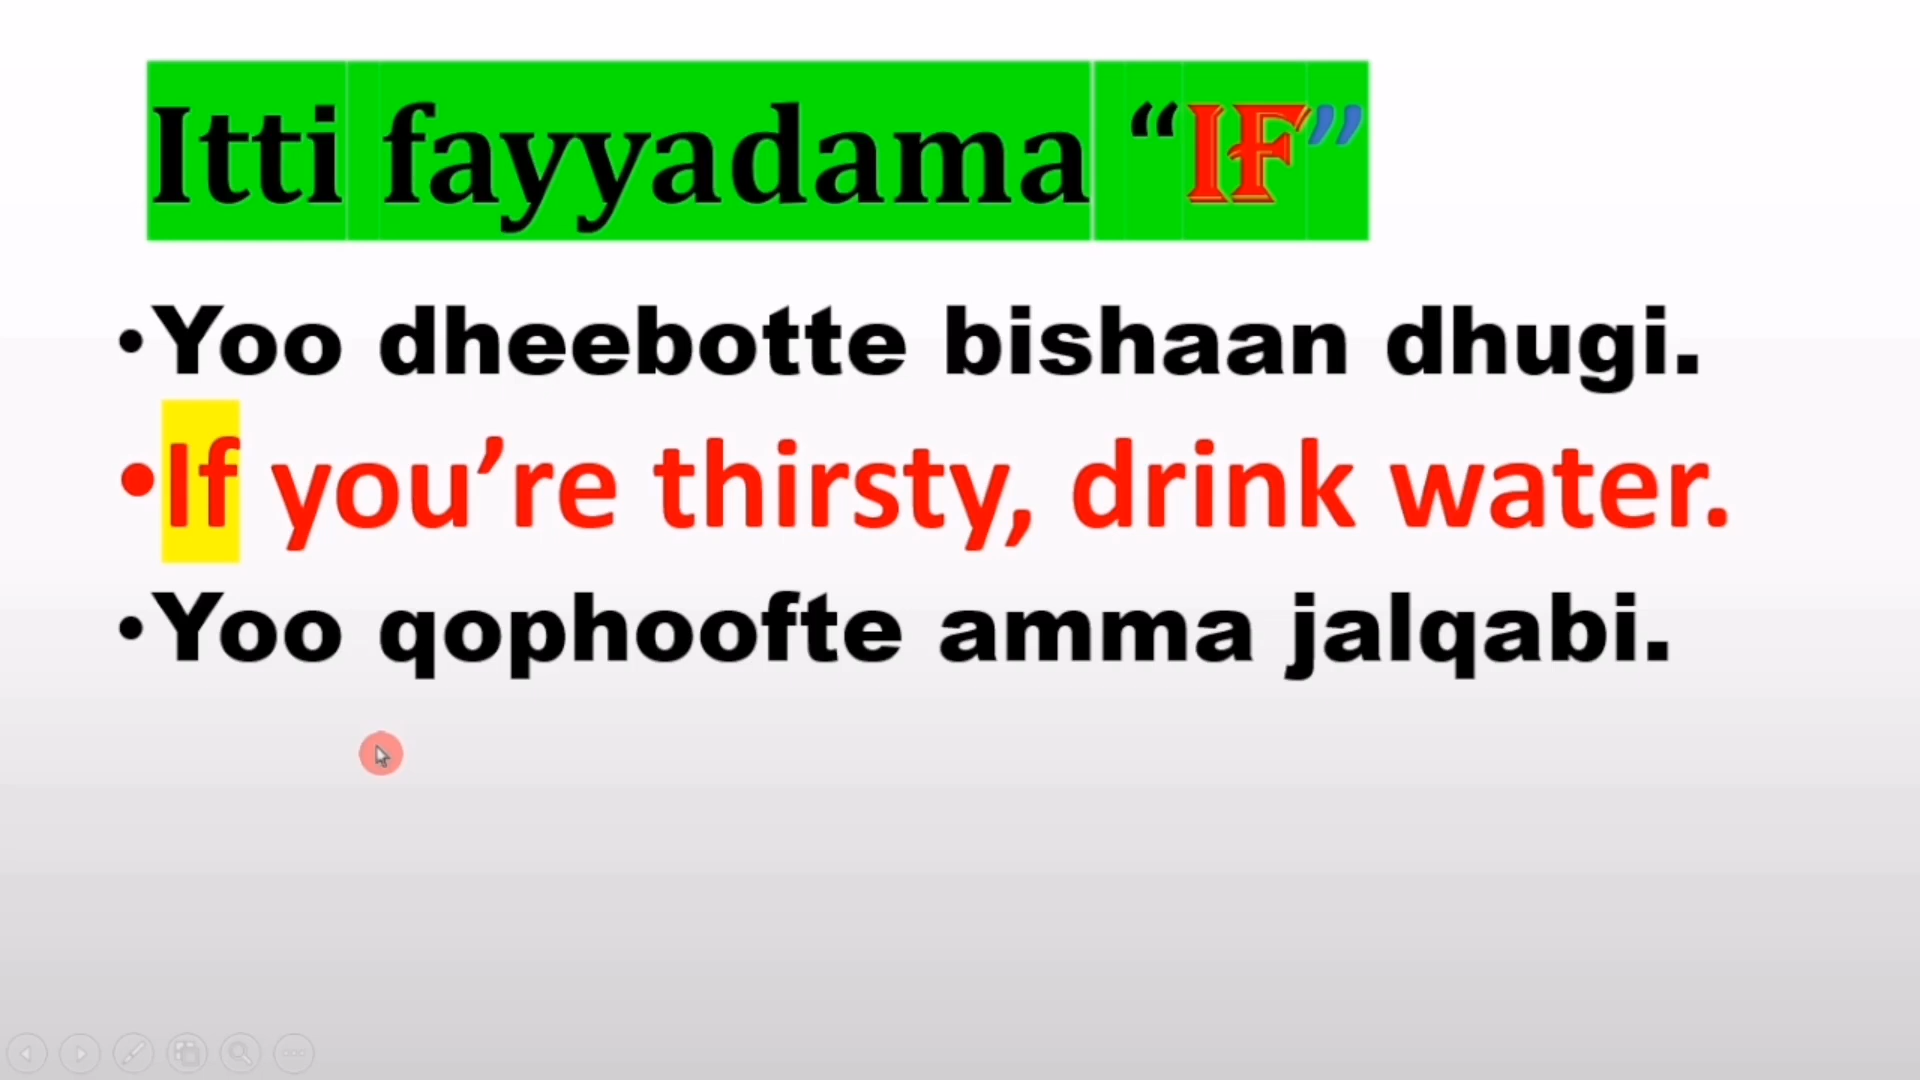 Itti fayyadama “IF”
•Yoo dheebotte bishaan dhugi.
•If you’re thirsty, drink water.
•Yoo qophoofte amma jalqabi.